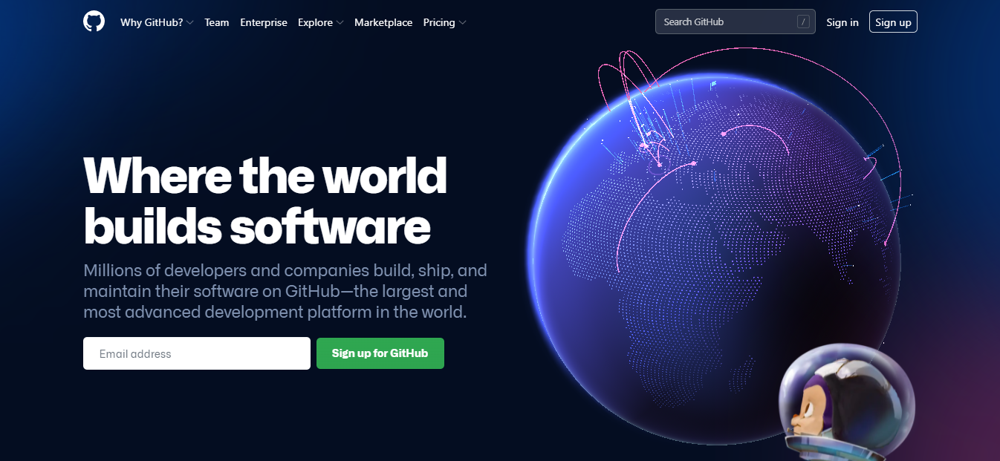 Why GitHub? Team Enterprise Explore Marketplace Pricing Search GitHub / Sign in Sign up
Where the world
builds software
Millions of developers and companies build, ship, and
maintain their software on GitHub—the largest and
most advanced development platform in the world.
Email address Sign up for GitHub